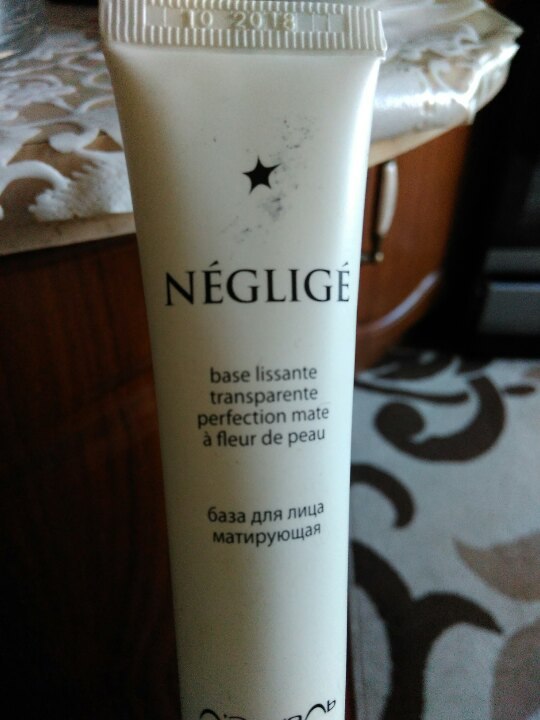 10 2018
NÉGLIGÉ
base lissante
transparente
perfection mate
à fleur de peau
база для лица
матирующая